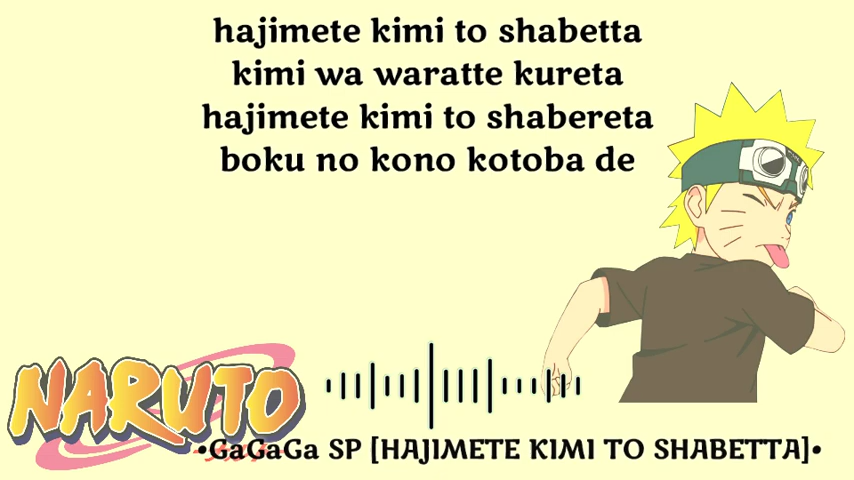 hajimete kimi to shabetta
kimi wa waratte kureta
hajimete kimi to shabereta
boku no kono kotoba de
NARUTO
•GaGaGa SP [HAJIMETE KIMI TO SHABETTA]•